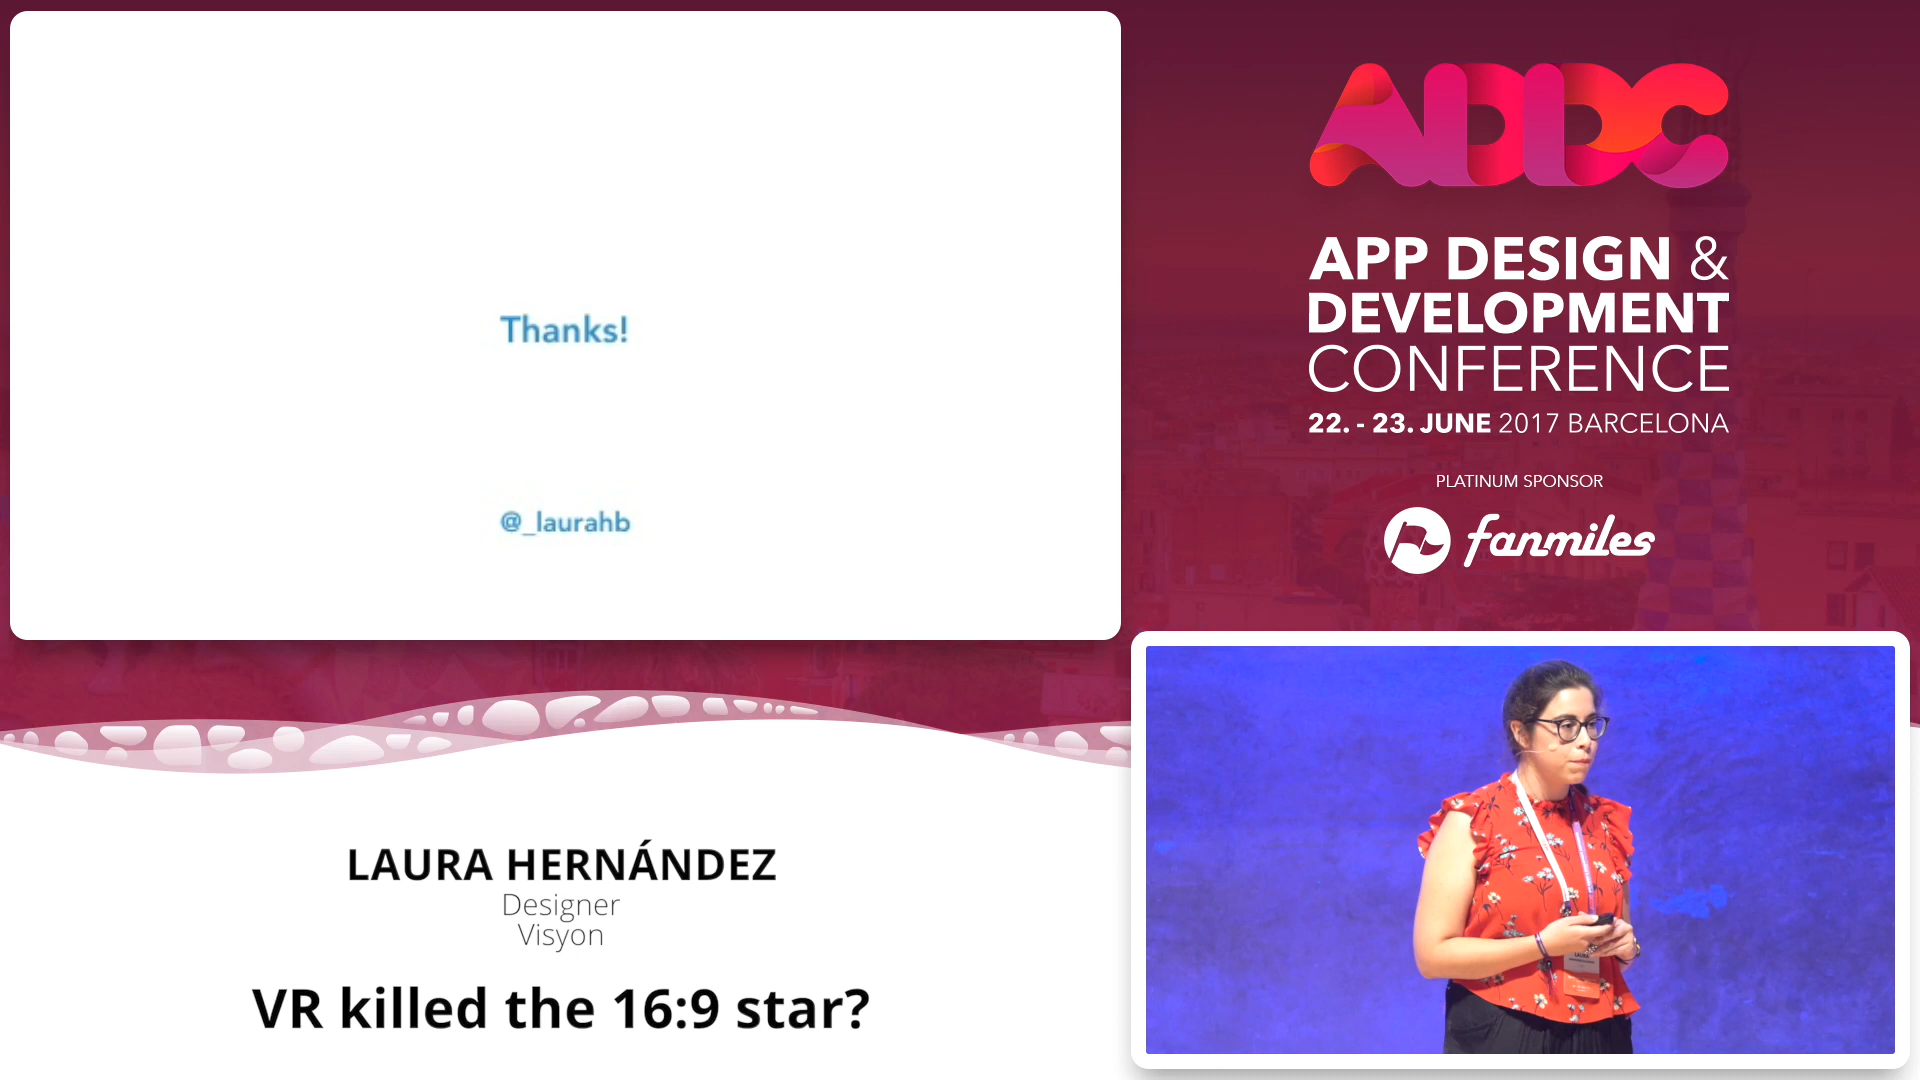 Thanks!
@_laurahb
ADDC
APP DESIGN &
DEVELOPMENT
CONFERENCE
22. - 23. JUNE 2017 BARCELONA
PLATINUM SPONSOR
fanmiles
LAURA HERNÁNDEZ
Designer
Visyon
VR killed the 16:9 star?
LAURA